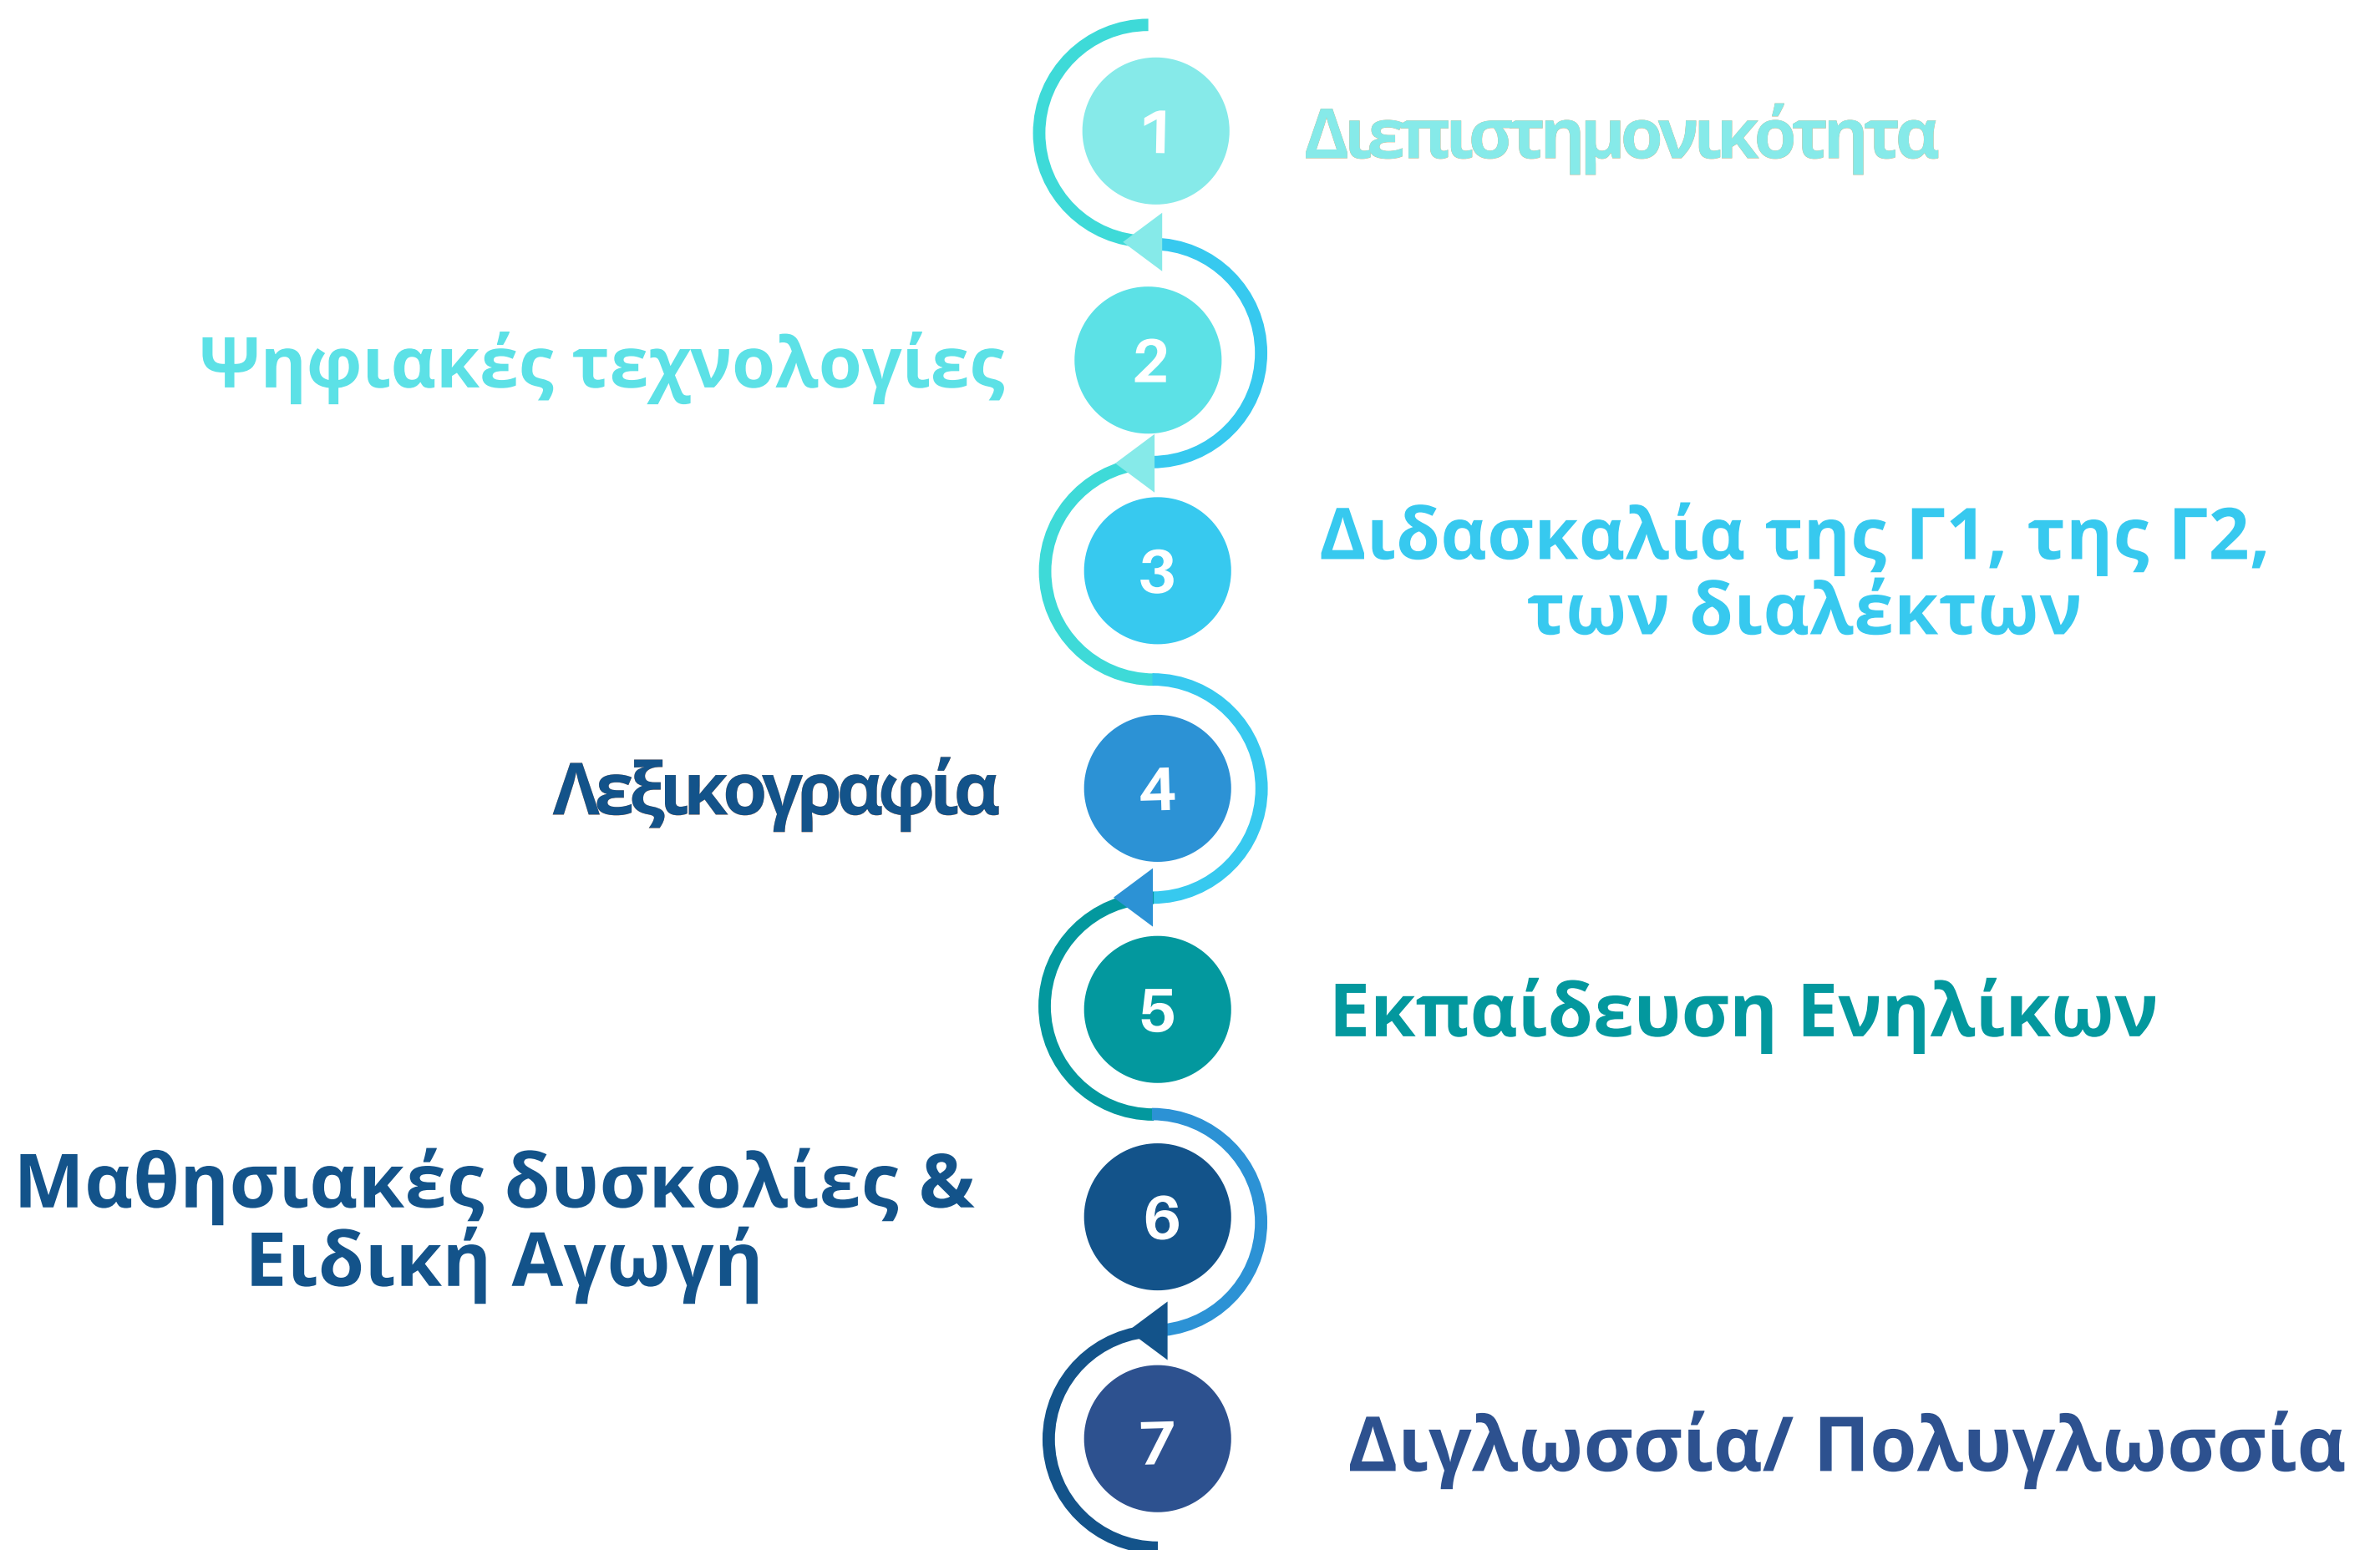 1
Διεπιστημονικότητα
Ψηφιακές τεχνολογίες
2
3
Διδασκαλία της Γ1, της Γ2,
των διαλέκτων
Λεξικογραφία
4
5
Εκπαίδευση Ενηλίκων
Μαθησιακές δυσκολίες &
Ειδική Αγωγή
6
7
Διγλωσσία/ Πολυγλωσσία